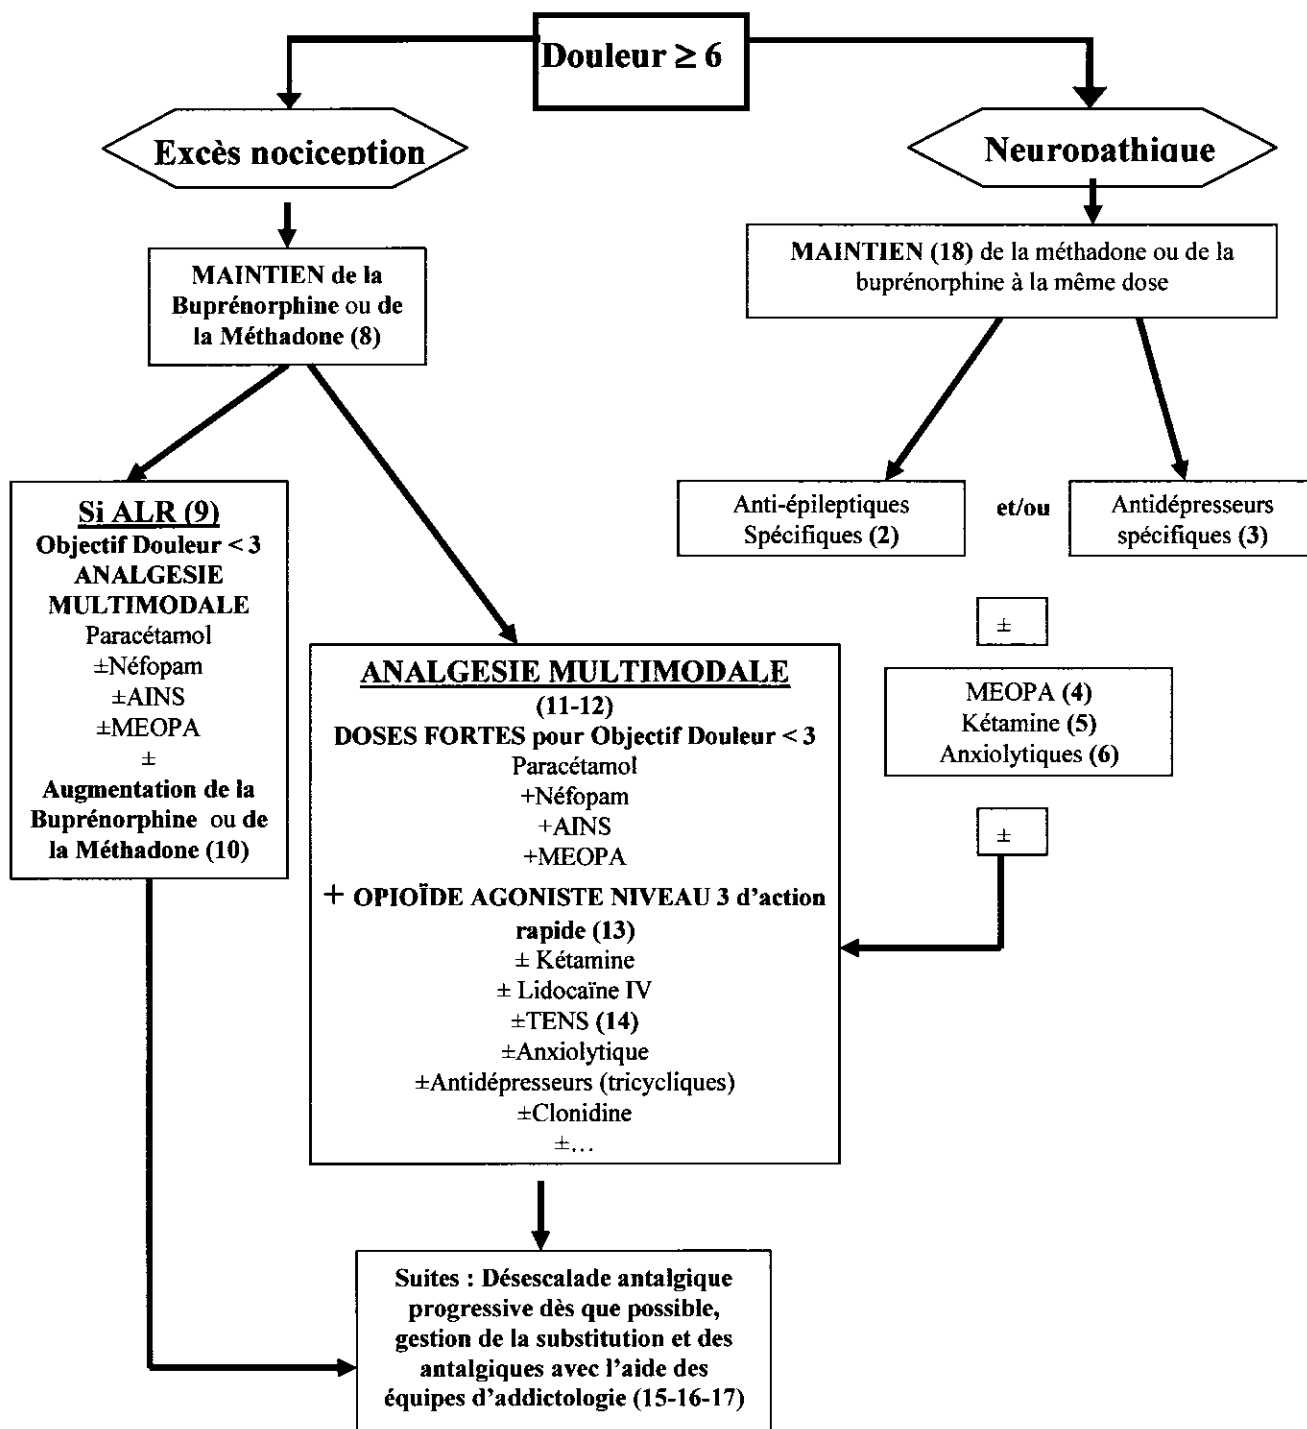 Douleur ≥ 6
Excès nociception
Neuropathique
MAINTIEN de la
Buprénorphine ou de
la Méthadone (8)
MAINTIEN (18) de la méthadone ou de la
buprénorphine à la même dose
Si ALR (9)
Objectif Douleur < 3
ANALGESIE
MULTIMODALE
Paracétamol
±Néfopam
±AINS
±MEOPA
±
Augmentation de la
Buprénorphine ou de
la Méthadone (10)
ANALGESIE MULTIMODALE
(11-12)
DOSES FORTES pour Objectif Douleur < 3
Paracétamol
+Néfopam
+AINS
+MEOPA
+ OPIOÏDE AGONISTE NIVEAU 3 d’action
rapide (13)
± Kétamine
± Lidocaïne IV
±TENS (14)
±Anxiolytique
±Antidépresseurs (tricycliques)
±Clonidine
±…
Anti-épileptiques
Spécifiques (2)
et/ou
Antidépresseurs
spécifiques (3)
±
MEOPA (4)
Kétamine (5)
Anxiolytiques (6)
±
Suites : Désescalade antalgique
progressive dès que possible,
gestion de la substitution et des
antalgiques avec l’aide des
équipes d’addictologie (15-16-17)